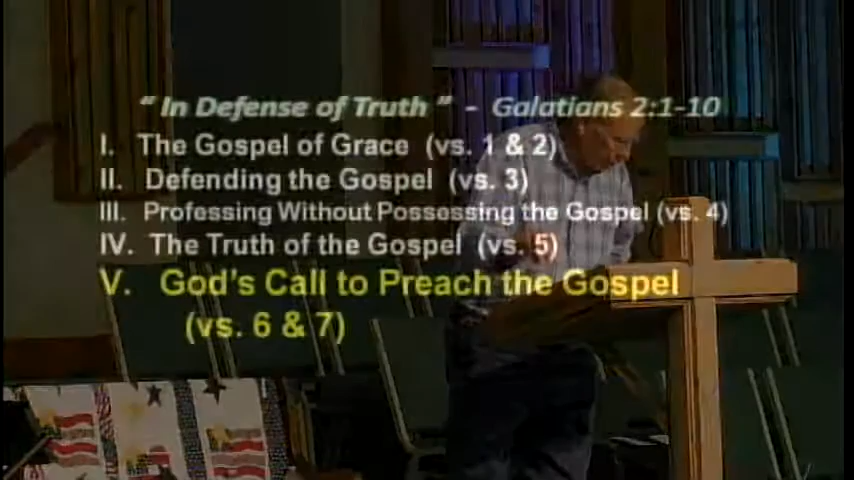 " In Defense of Truth " - Galatians 2:1-10
I. The Gospel of Grace (vs. 1 & 2)
II. Defending the Gospel (vs. 3)
III. Professing Without Possessing the Gospel (vs. 4)
IV. The Truth of the Gospel (vs. 5)
V. God's Call to Preach the Gospel
(vs. 6 & 7)